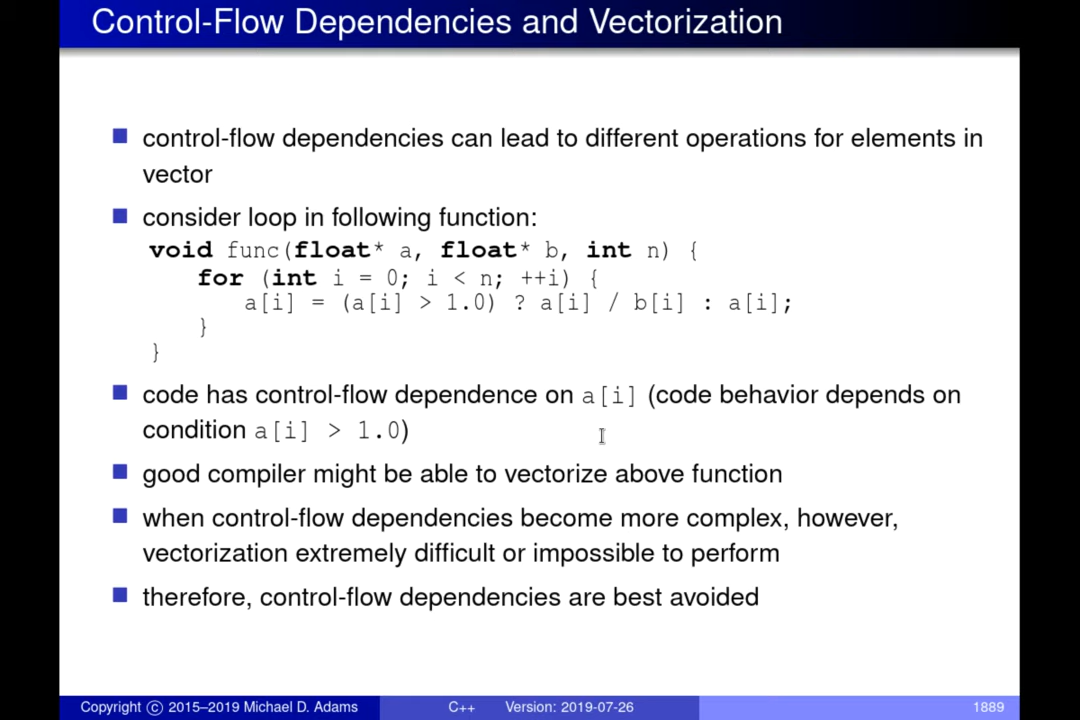 Control-Flow Dependencies and Vectorization
control-flow dependencies can lead to different operations for elements in
vector
consider loop in following function:
void func(float* a, float* b, int n) {
for (int i = 0; i < n; ++i) {
a[i] = (a[i] > 1.0) ? a[i] / b[i] : a[i];
}
}
code has control-flow dependence on a[i] (code behavior depends on
condition a[i] > 1.0)
good compiler might be able to vectorize above function
when control-flow dependencies become more complex, however,
vectorization extremely difficult or impossible to perform
therefore, control-flow dependencies are best avoided
Copyright © 2015–2019 Michael D. Adams C++ Version: 2019-07-26 1889